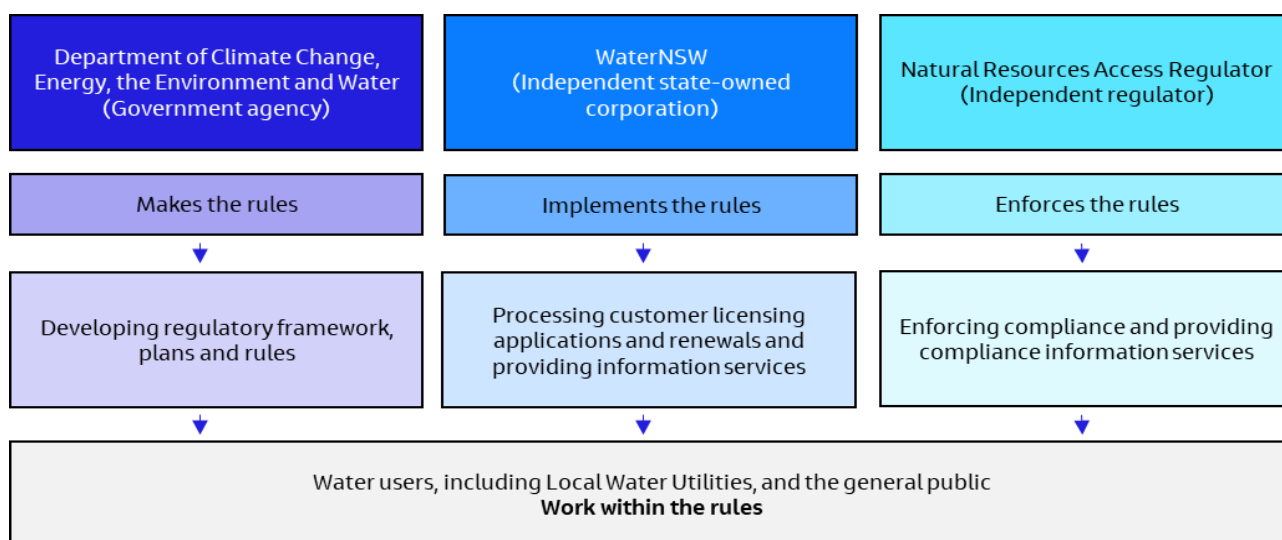 Department of Climate Change,
Energy, the Environment and Water
(Government agency)
WaterNSW
(Independent state-owned
corporation)
Natural Resources Access Regulator
(Independent regulator)
Makes the rules
Implements the rules
Enforces the rules
Developing regulatory framework,
plans and rules
Processing customer licensing
applications and renewals and
providing information services
Enforcing compliance and providing
compliance information services
Water users, including Local Water Utilities, and the general public
Work within the rules